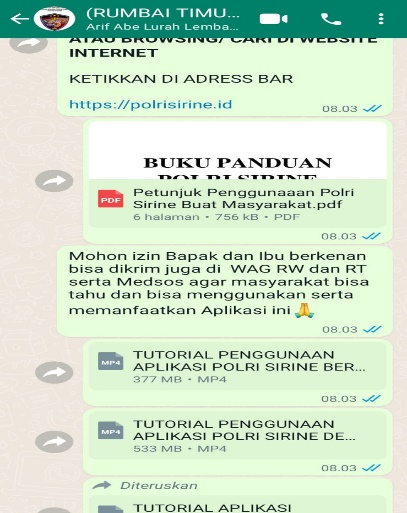 (RUMBAI TIMU...
Arif Abe Lurah Lemba...
ATAU BROWSING/ CARI DI WEBSITE
INTERNET
KETIKKAN DI ADRESS BAR
https://polrisirine.id
08.03
BUKU PANDUAN
POLRI SIRINE
PDF
Petunjuk Penggunaaan Polri
Sirine Buat Masyarakat.pdf
6 halaman • 756 kB • PDF
08.03
Mohon izin Bapak dan Ibu berkenan
bisa dikrim juga di WAG RW dan RT
serta Medsos agar masyarakat bisa
tahu dan bisa menggunakan serta
memanfaatkan Aplikasi ini🙏
08.03
MP4
TUTORIAL PENGGUNAAN
APLIKASI POLRI SIRINE BER...
377 MB • MP4
08.03
MP4
TUTORIAL PENGGUNAAN
APLIKASI POLRI SIRINE DE...
533 MB • MP4
08.03
Diteruskan
TUTORIAL APLIKASI